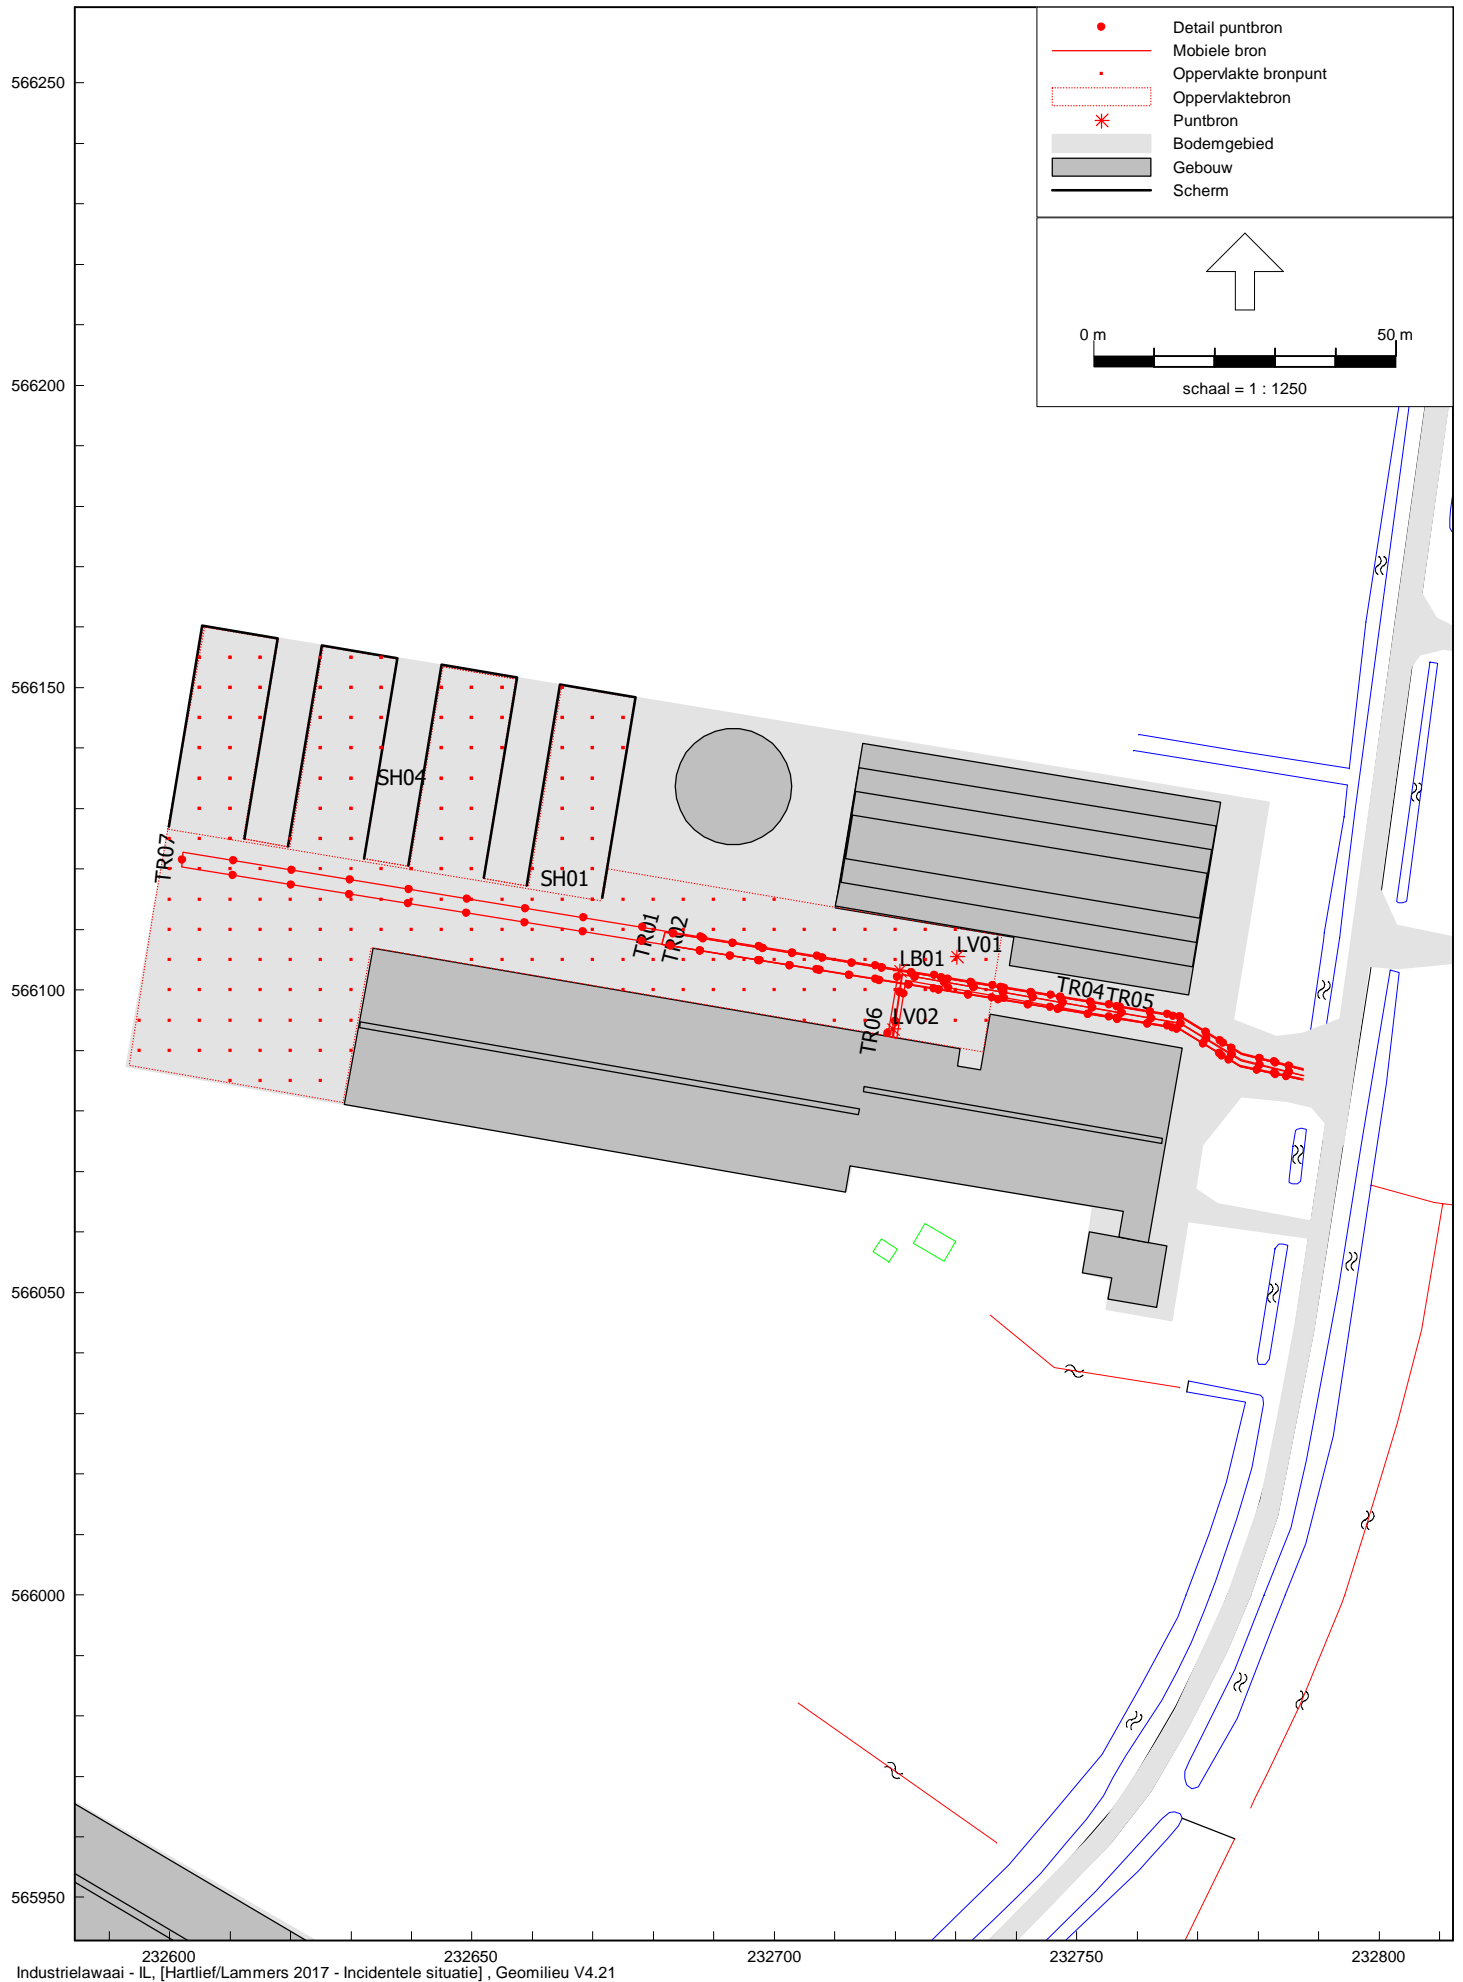 Detail puntbron
Mobiele bron
Oppervlakte bronpunt
Oppervlaktebron
Puntbron
Bodemgebied
Gebouw
Scherm
0 m 50 m
schaal = 1 : 1250
566250
566200
566150
566100
566050
566000
565950
SH04
SH01
TR07
TR01
TR02
LV01
LB01
TR04
TR05
LV02
TR06
232600 232650 232700 232750 232800
Industrielawaai - IL, [Hartlief/Lammers 2017 - Incidentele situatie] , Geomilieu V4.21